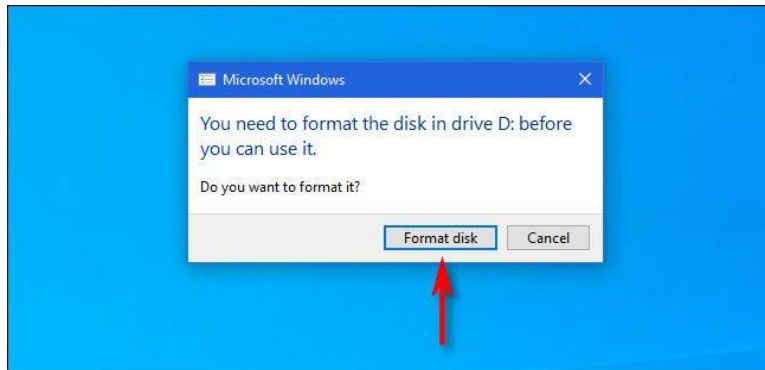 Microsoft Windows
You need to format the disk in drive D: before
you can use it.
Do you want to format it?
Format disk Cancel